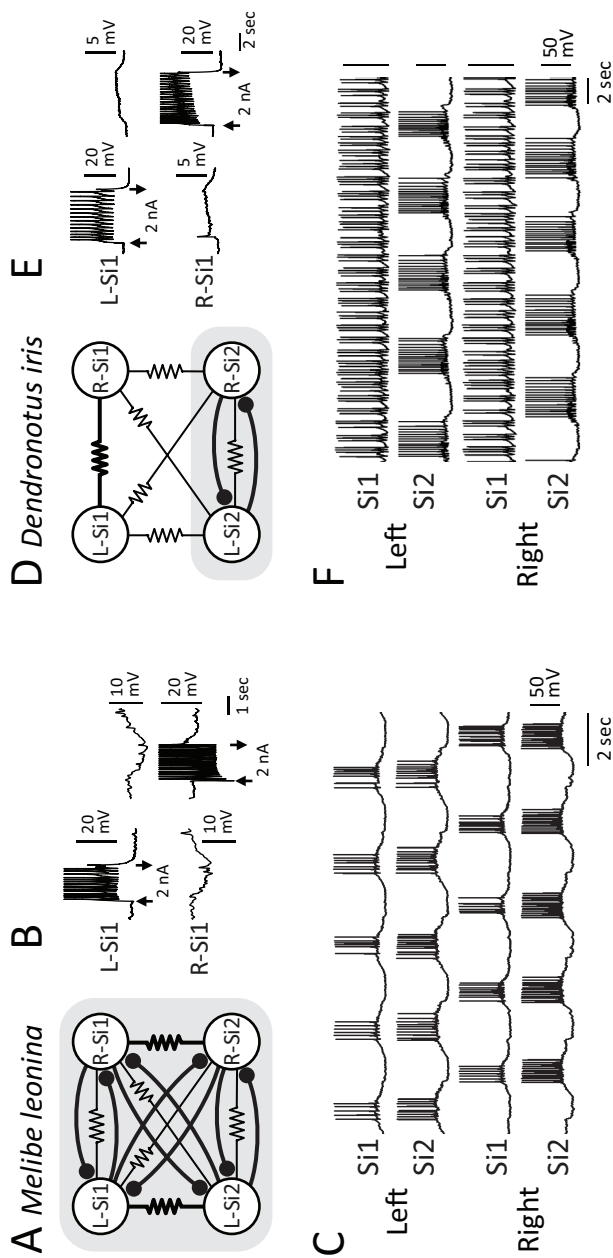 A Melibe leonina
L-Si1
R-Si1
L-Si2
R-Si2
B
L-Si1
20 mV
2 nA
10 mV
R-Si1
10 mV
20 mV
2 nA
1 sec
C
Left
Si1
Si2
Right
Si1
Si2
50 mV
2 sec
D Dendronotus iris
L-Si1
R-Si1
L-Si2
R-Si2
E
L-Si1
20 mV
2 nA
5 mV
R-Si1
5 mV
20 mV
2 nA
2 sec
F
Left
Si1
Si2
Right
Si1
Si2
50 mV
2 sec